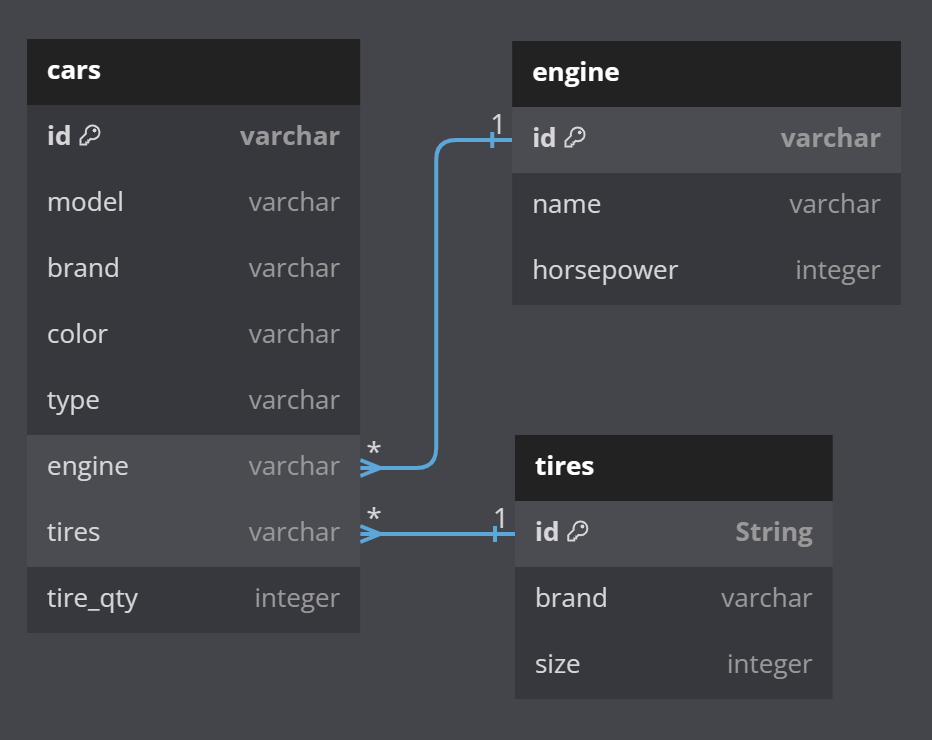 cars
id varchar
model varchar
brand varchar
color varchar
type varchar
engine varchar *
tires varchar *
tire_qty integer
engine
1 id varchar
name varchar
horsepower integer
tires
1 id String
brand varchar
size integer